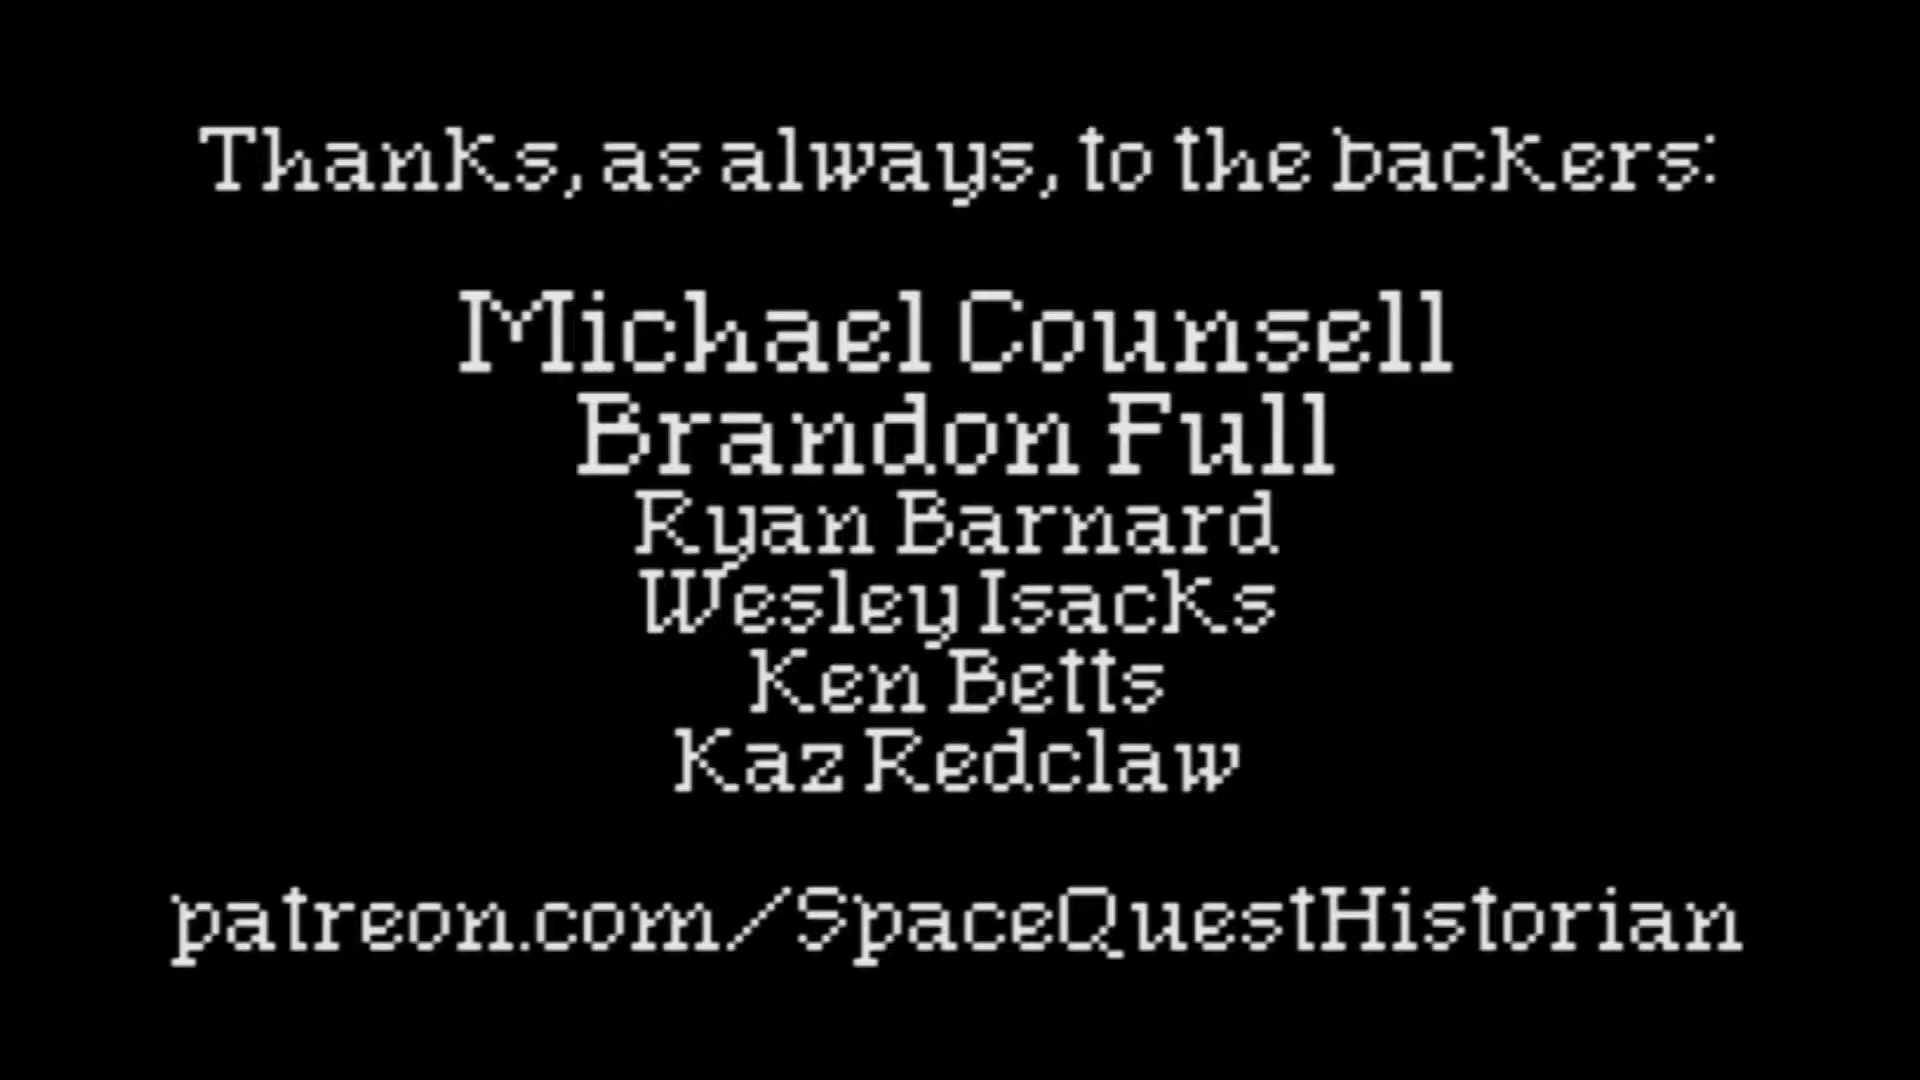 Thanks, as always, to the backers:
Michael Counsell
Brandon Full
Ryan Barnard
Wesley Isacks
Ken Betts
Kaz Redclaw
patreon.com/SpaceQuestHistorian